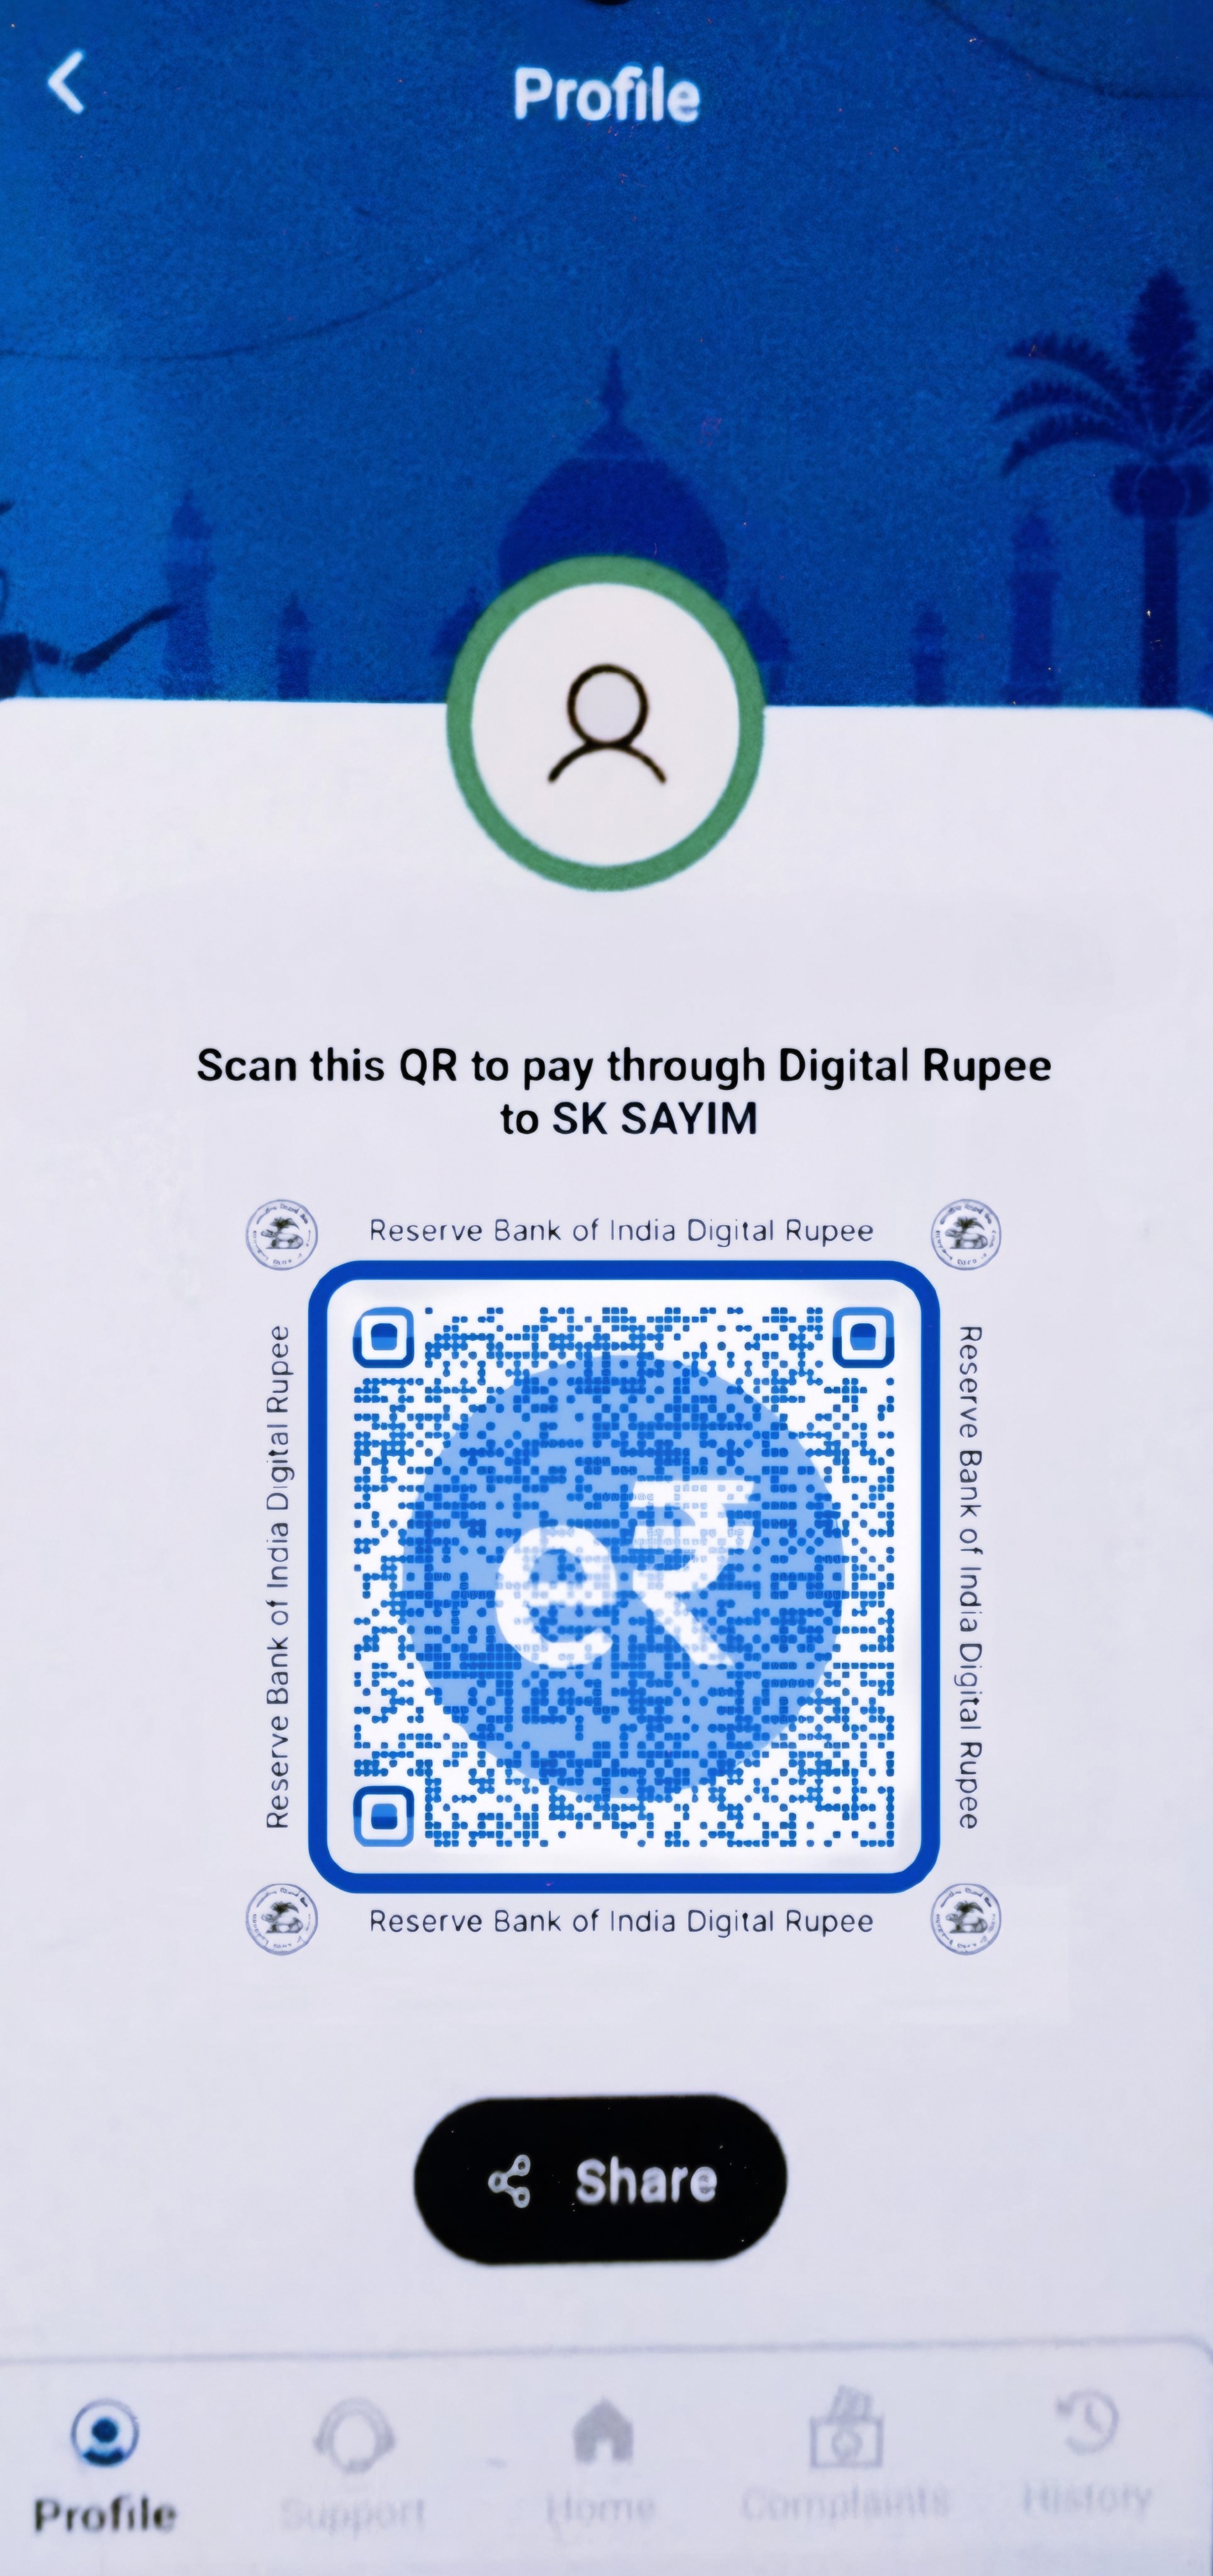 Profile
Scan this QR to pay through Digital Rupee
to SK SAYIM
Reserve Bank of India Digital Rupee
Reserve Bank of India Digital Rupee
Reserve Bank of India Digital Rupee
e₹
Reserve Bank of India Digital Rupee
Share
Profile
Support
Home
Complaints
History